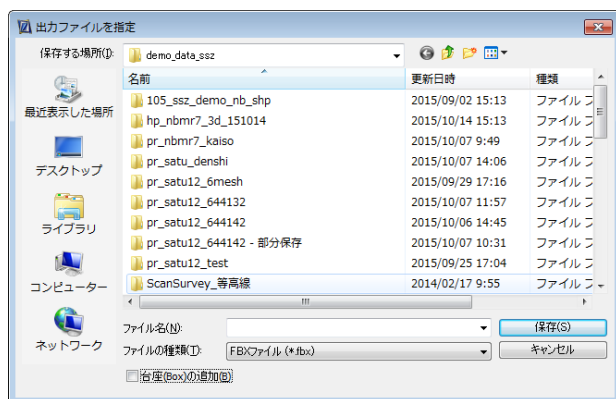 出力ファイルを指定
保存する場所(I): demo_data_ssz
名前 更新日時 種類
105_ssz_demo_nb_shp 2015/09/02 15:13 ファイル フ
hp_nbmr7_3d_151014 2015/10/14 15:13 ファイル フ
pr_nbmr7_kaiso 2015/10/07 9:49 ファイル フ
pr_satu_denshi 2015/10/07 14:06 ファイル フ
pr_satu12_6mesh 2015/09/29 17:16 ファイル フ
pr_satu12_644132 2015/10/07 11:57 ファイル フ
pr_satu12_644142 2015/10/06 14:45 ファイル フ
pr_satu12_644142 - 部分保存 2015/10/07 10:31 ファイル フ
pr_satu12_test 2015/09/25 17:04 ファイル フ
ScanSurvey_等高線 2014/02/17 9:55 ファイル フ
最近表示した場所
デスクトップ
ライブラリ
コンピューター
ネットワーク
ファイル名(N): 保存(S)
ファイルの種類(T): FBXファイル (*.fbx) キャンセル
台座(Box)の追加(B)